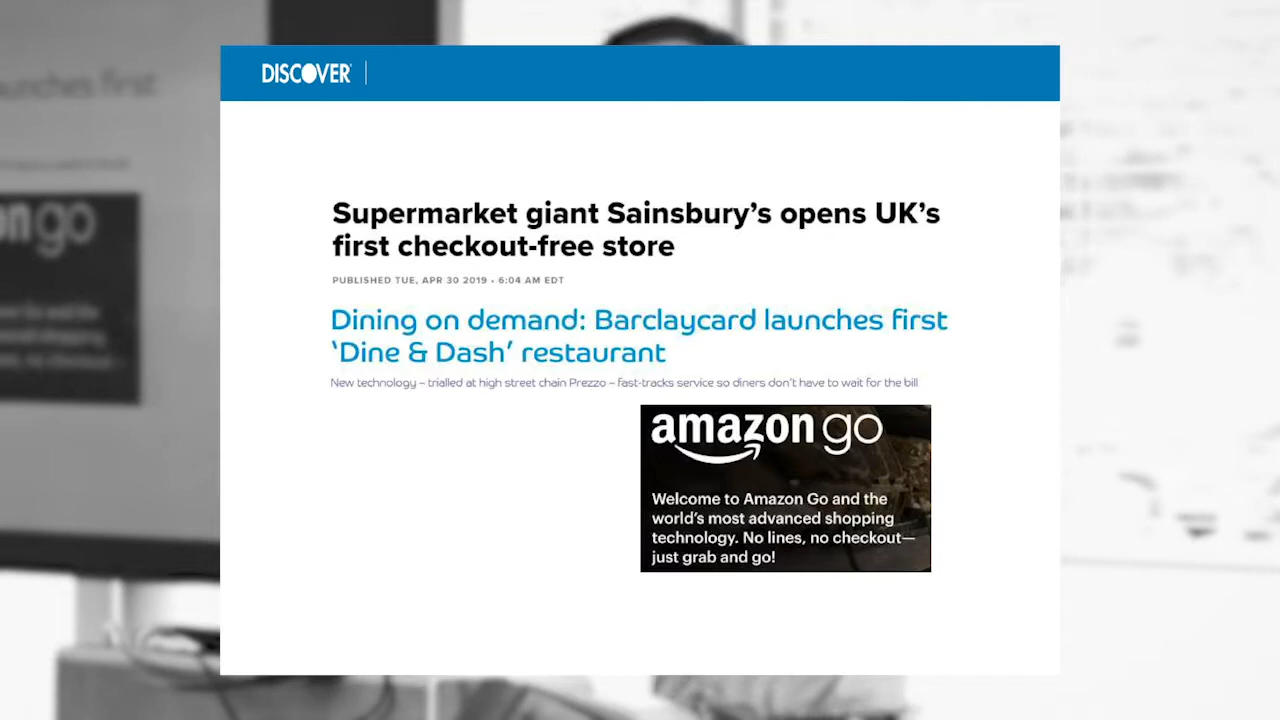 DISCOVER
Supermarket giant Sainsbury's opens UK's
first checkout-free store
PUBLISHED TUE, APR 30 2019 • 6:04 AM EDT
Dining on demand: Barclaycard launches first
'Dine & Dash' restaurant
New technology – trialled at high street chain Prezzo – fast-tracks service so diners don't have to wait for the bill
amazon go
Welcome to Amazon Go and the
world's most advanced shopping
technology. No lines, no checkout—
just grab and go!